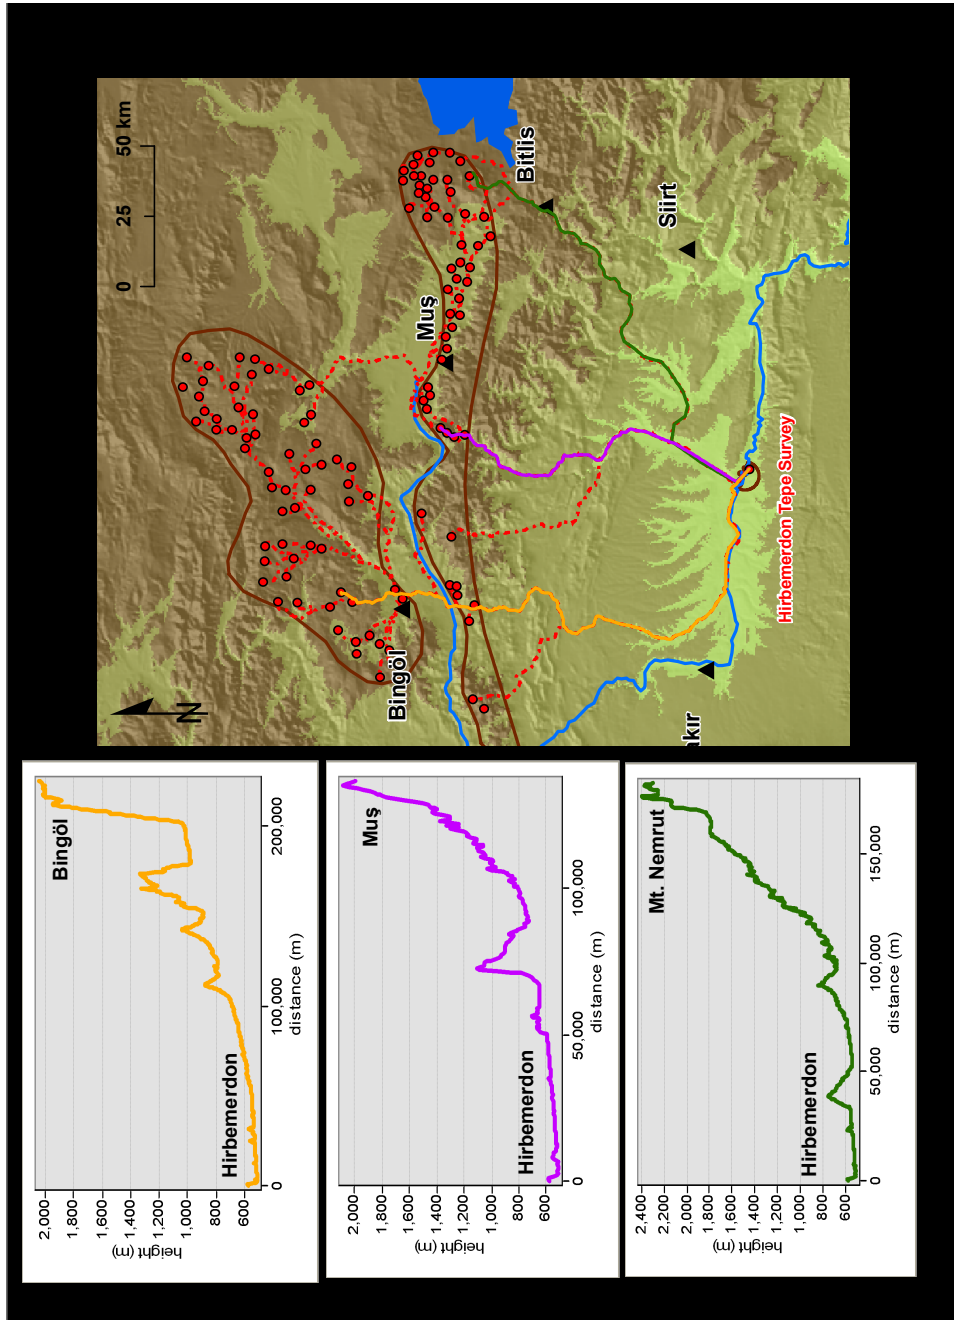 50 km
25
0
Bitlis
Siirt
Muş
Bingöl
Hirbemerdon Tepe Survey
akır
N
Bingöl
Hirbemerdon
2,000
1,800
1,600
1,400
1,200
1,000
800
600
height (m)
0
100,000
200,000
distance (m)
Muş
Hirbemerdon
2,000
1,800
1,600
1,400
1,200
1,000
800
600
height (m)
0
50,000
100,000
distance (m)
Mt. Nemrut
Hirbemerdon
2,400
2,200
2,000
1,800
1,600
1,400
1,200
1,000
800
600
height (m)
0
50,000
100,000
150,000
distance (m)